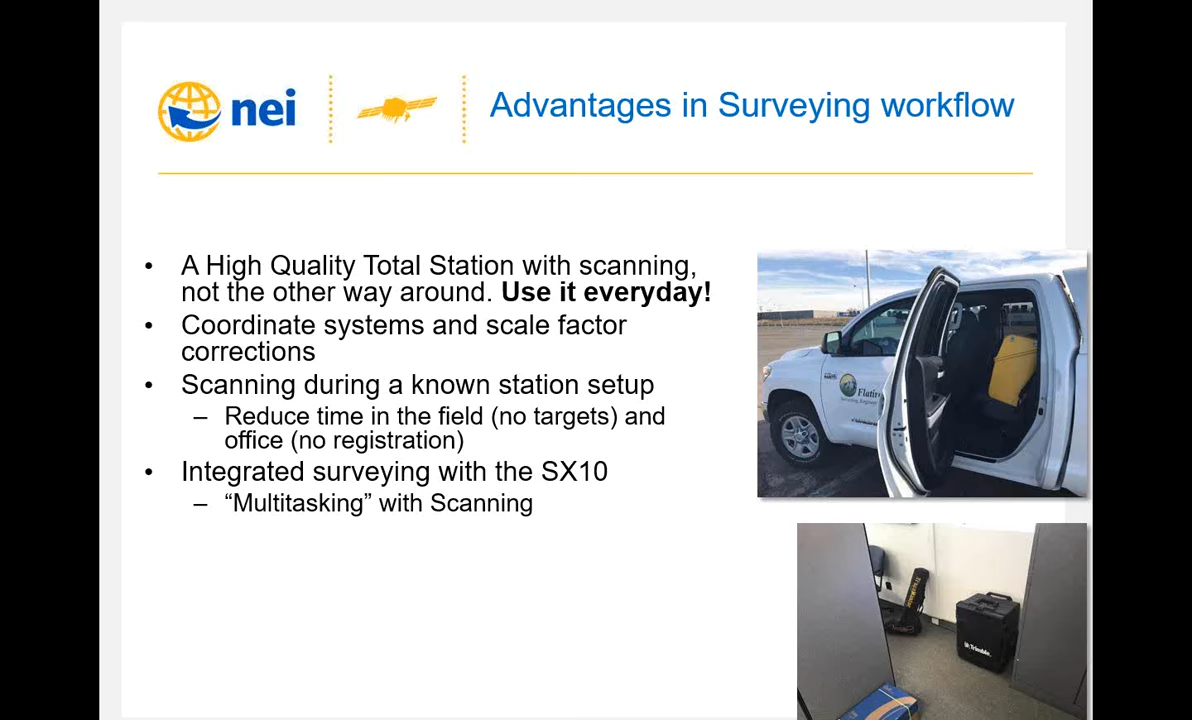 nei
Advantages in Surveying workflow
• A High Quality Total Station with scanning,
not the other way around. Use it everyday!
• Coordinate systems and scale factor
corrections
• Scanning during a known station setup
– Reduce time in the field (no targets) and
office (no registration)
• Integrated surveying with the SX10
– “Multitasking” with Scanning
Trimble